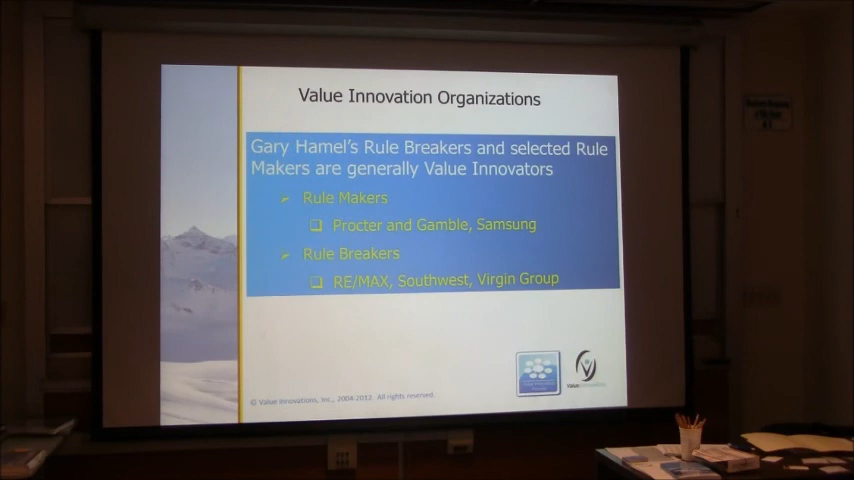 Value Innovation Organizations
Gary Hamel's Rule Breakers and selected Rule
Makers are generally Value Innovators
➢ Rule Makers
❑ Procter and Gamble, Samsung
➢ Rule Breakers
❑ RE/MAX, Southwest, Virgin Group
© Value Innovations, Inc., 2004-2012. All rights reserved.